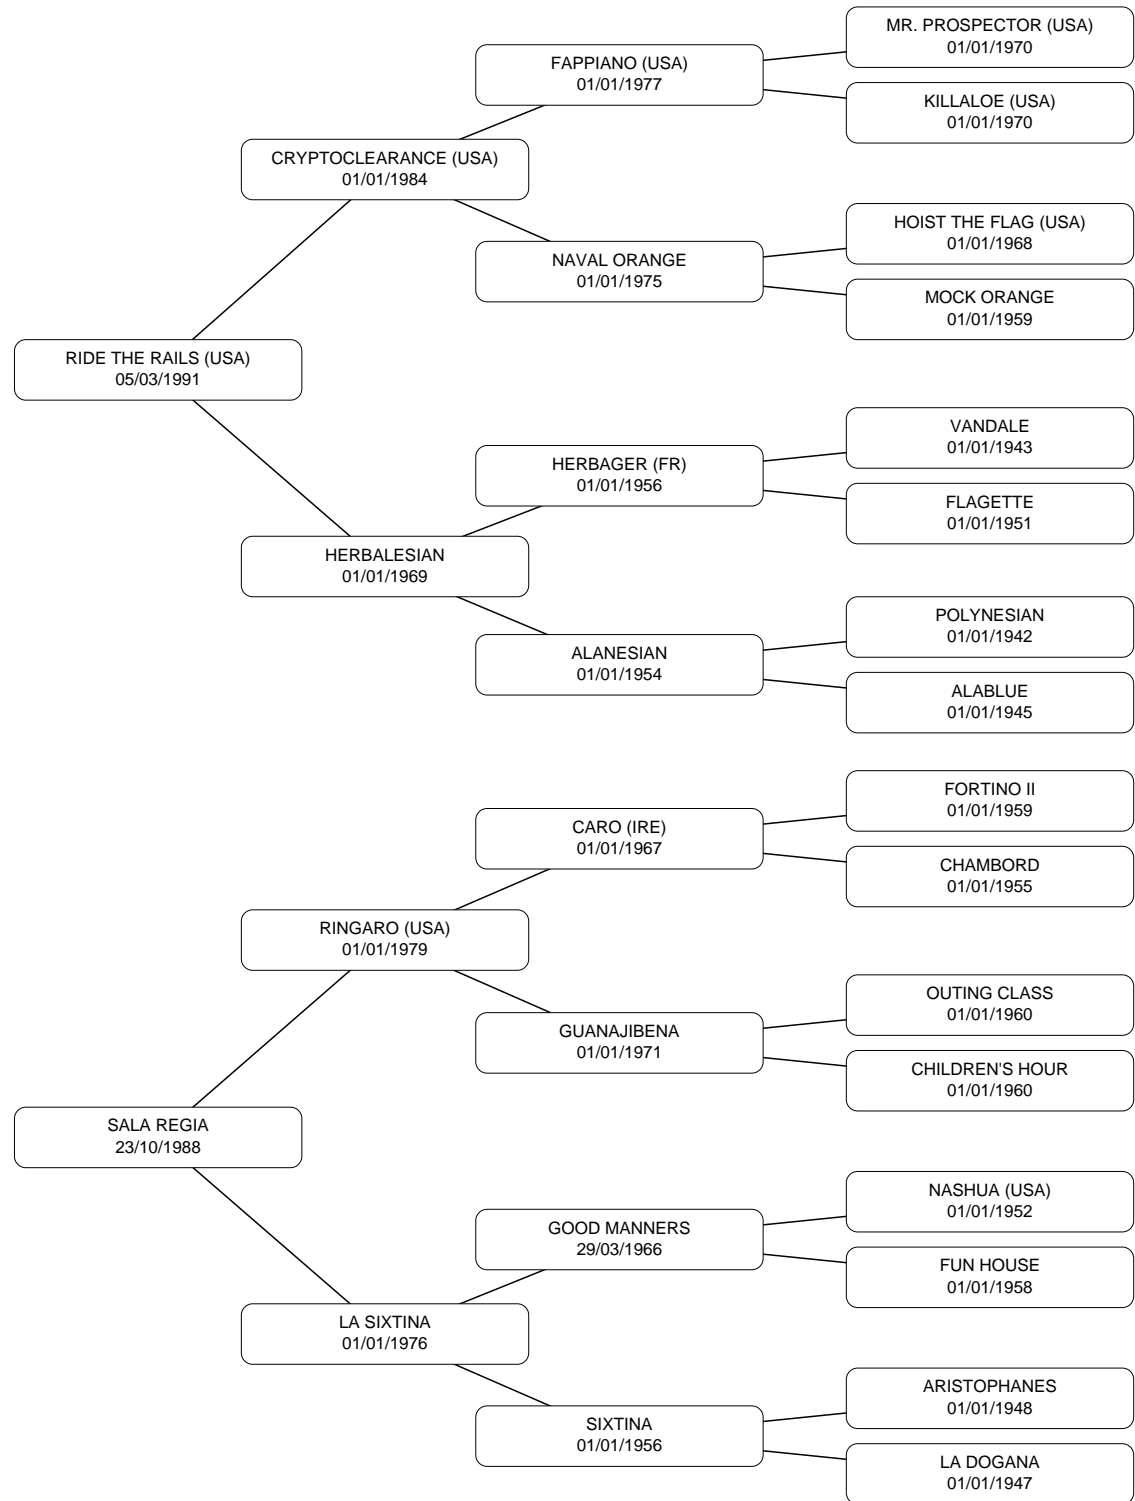 MR. PROSPECTOR (USA)
01/01/1970
FAPPIANO (USA)
01/01/1977
KILLALOE (USA)
01/01/1970
CRYPTOCLEARANCE (USA)
01/01/1984
HOIST THE FLAG (USA)
01/01/1968
NAVAL ORANGE
01/01/1975
MOCK ORANGE
01/01/1959
RIDE THE RAILS (USA)
05/03/1991
VANDALE
01/01/1943
HERBAGER (FR)
01/01/1956
FLAGETTE
01/01/1951
HERBALESIAN
01/01/1969
POLYNESIAN
01/01/1942
ALANESIAN
01/01/1954
ALABLUE
01/01/1945
FORTINO II
01/01/1959
CARO (IRE)
01/01/1967
CHAMBORD
01/01/1955
RINGARO (USA)
01/01/1979
OUTING CLASS
01/01/1960
GUANAJIBENA
01/01/1971
CHILDREN'S HOUR
01/01/1960
SALA REGIA
23/10/1988
NASHUA (USA)
01/01/1952
GOOD MANNERS
29/03/1966
FUN HOUSE
01/01/1958
LA SIXTINA
01/01/1976
ARISTOPHANES
01/01/1948
SIXTINA
01/01/1956
LA DOGANA
01/01/1947